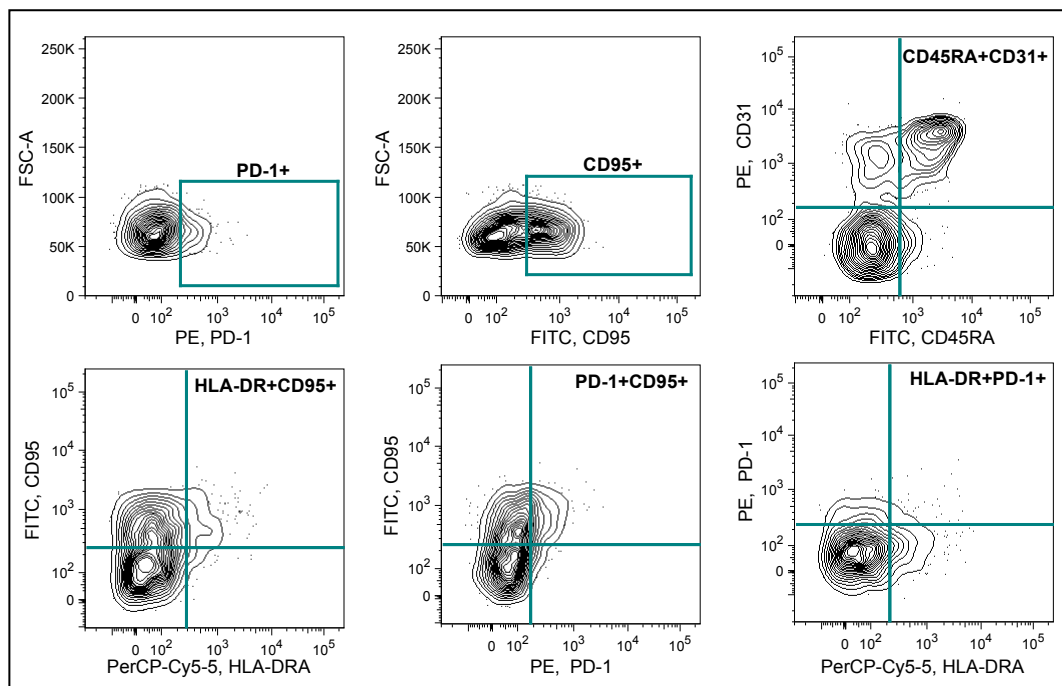 250K
200K
150K
100K
50K
0
FSC-A
PD-1+
0 10² 10³ 10⁴ 10⁵
PE, PD-1
250K
200K
150K
100K
50K
0
FSC-A
CD95+
0 10² 10³ 10⁴ 10⁵
FITC, CD95
10⁵
10⁴
10³
10²
0
PE, CD31
CD45RA+CD31+
0 10² 10³ 10⁴ 10⁵
FITC, CD45RA
10⁵
10⁴
10³
10²
0
FITC, CD95
HLA-DR+CD95+
0 10² 10³ 10⁴ 10⁵
PerCP-Cy5-5, HLA-DRA
10⁵
10⁴
10³
10²
0
FITC, CD95
PD-1+CD95+
0 10² 10³ 10⁴ 10⁵
PE, PD-1
10⁵
10⁴
10³
10²
0
PE, PD-1
HLA-DR+PD-1+
0 10² 10³ 10⁴ 10⁵
PerCP-Cy5-5, HLA-DRA